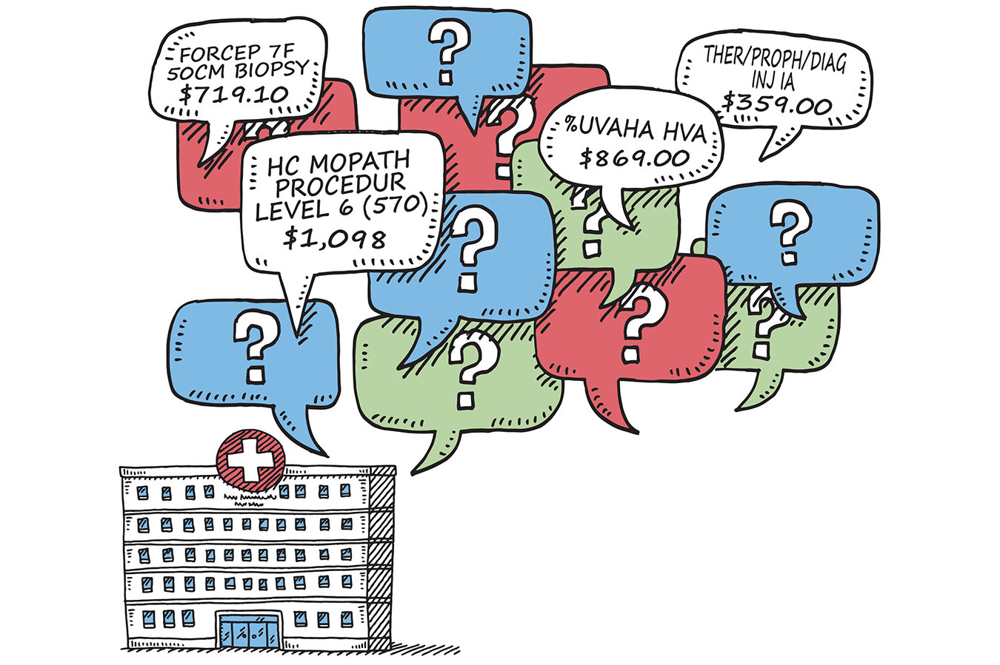 FORCEP 7F
50CM BIOPSY
$719.10
?
THER/PROPH/DIAG
INJ IA
$359.00
?
?
%UVAHA HVA
$869.00
HC MOPATH
PROCEDUR
LEVEL 6 (570)
$1,098
?
?
?
?
?
?
?